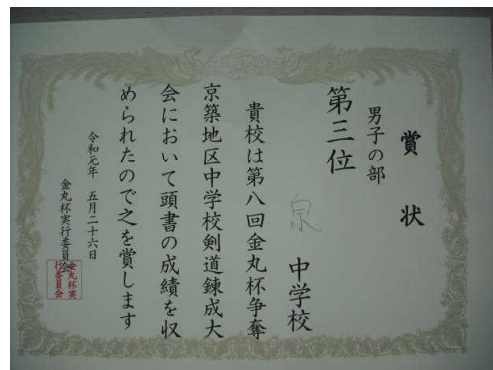 賞状
男子の部
第三位
泉 中学校
貴校は第八回金丸杯争奪
京築地区中学校剣道錬成大
会において頭書の成績を収
められたので之を賞します
令和元年 五月二十六日
金丸杯実行委員会
金丸杯実
行委員会